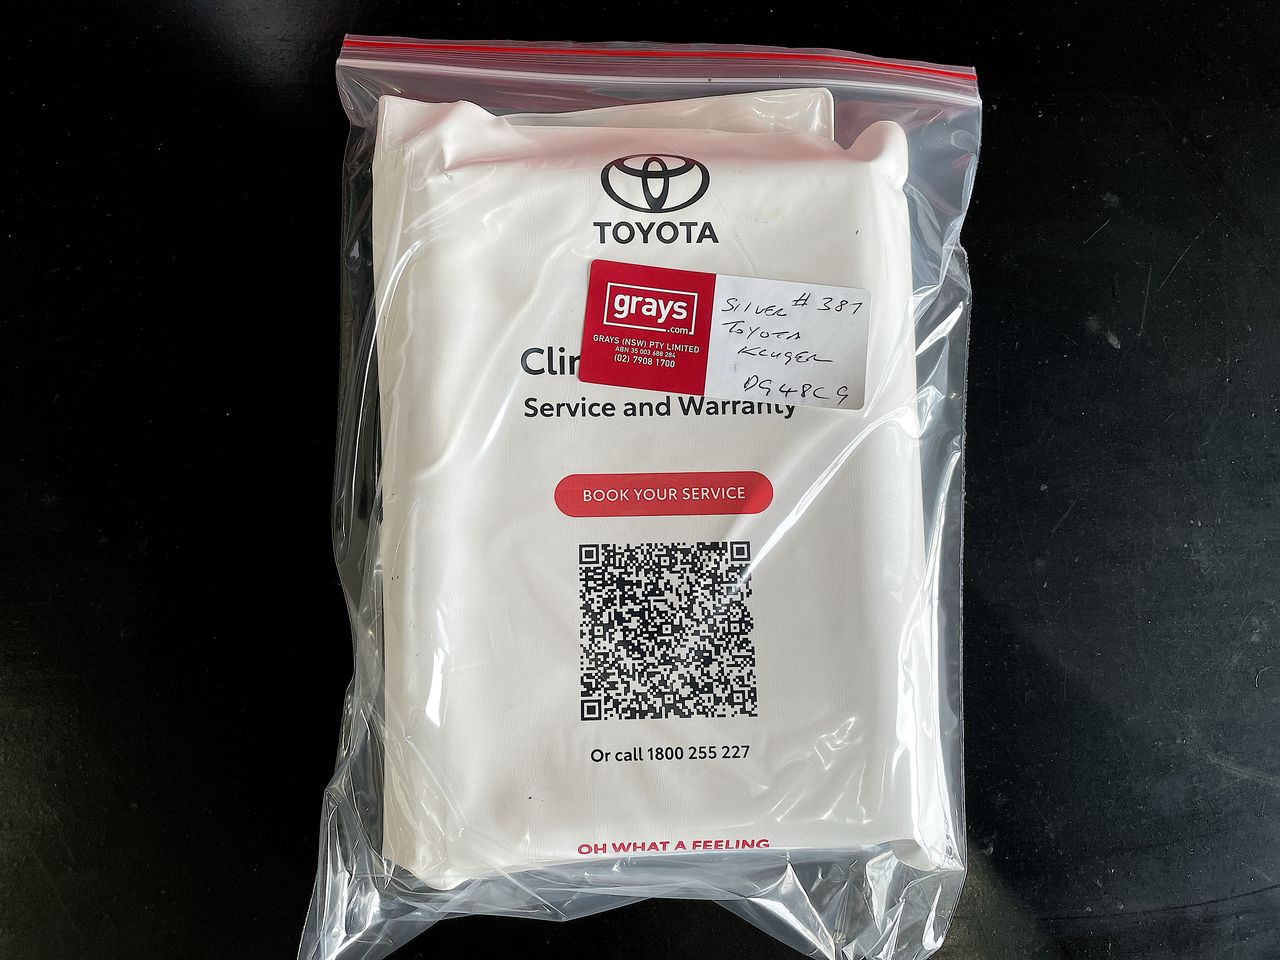 TOYOTA
grays
.com
GRAYS (NSW) PTY LIMITED
ABN 35 003 688 284
(02) 7908 1700
SILVER # 387
TOYOTA
KLUGER
DG48CG
Service and Warranty
BOOK YOUR SERVICE
Or call 1800 255 227
OH WHAT A FEELING